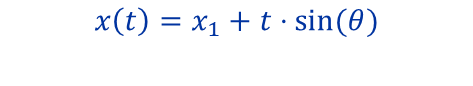 x(t) = x₁ + t · sin(θ)